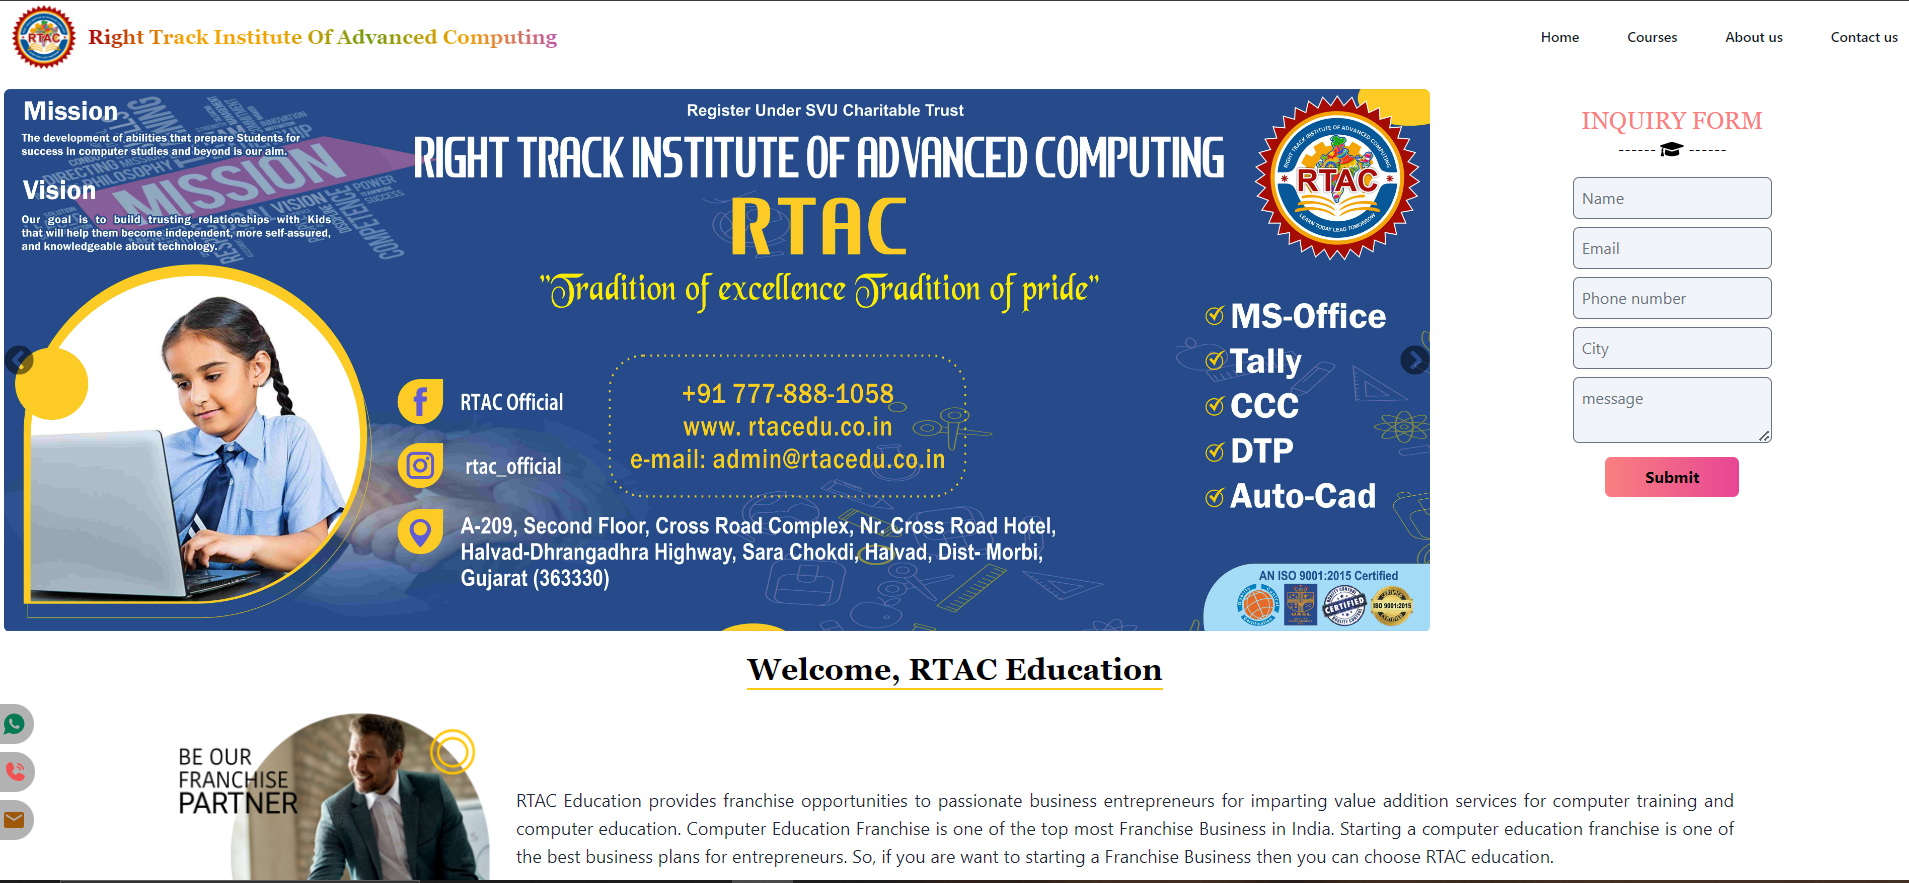 RTAC
Right Track Institute Of Advanced Computing
Home
Courses
About us
Contact us
Mission
The development of abilities that prepare Students for
success in computer studies and beyond is our aim.
Vision
Our goal is to build trusting relationships with Kids
that will help them become independent, more self-assured,
and knowledgeable about technology.
MISSION
Register Under SVU Charitable Trust
RIGHT TRACK INSTITUTE OF ADVANCED COMPUTING
RTAC
"Tradition of excellence Tradition of pride"
RIGHT TRACK INSTITUTE OF ADVANCED COMPUTING
RTAC
LEARN TODAY LEAD TOMORROW
MS-Office
Tally
CCC
DTP
Auto-Cad
RTAC Official
rtac_official
+91 777-888-1058
www. rtacedu.co.in
e-mail: admin@rtacedu.co.in
A-209, Second Floor, Cross Road Complex, Nr. Cross Road Hotel,
Halvad-Dhrangadhra Highway, Sara Chokdi, Halvad, Dist- Morbi,
Gujarat (363330)
AN ISO 9001:2015 Certified
CERTIFIED
ISO 9001:2015
INQUIRY FORM
Name
Email
Phone number
City
message
Submit
Welcome, RTAC Education
BE OUR
FRANCHISE
PARTNER
RTAC Education provides franchise opportunities to passionate business entrepreneurs for imparting value addition services for computer training and
computer education. Computer Education Franchise is one of the top most Franchise Business in India. Starting a computer education franchise is one of
the best business plans for entrepreneurs. So, if you are want to starting a Franchise Business then you can choose RTAC education.